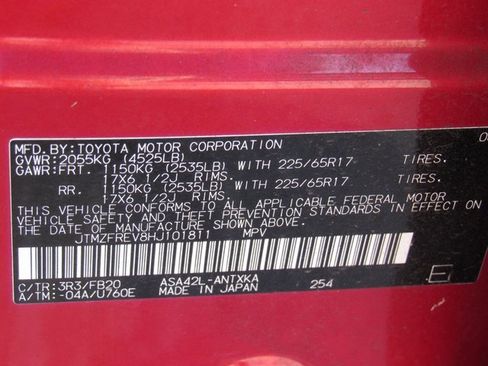 MFD.BY:TOYOTA MOTOR CORPORATION
GVWR:2055KG (4525LB)
GAWR:FRT. 1150KG (2535LB) WITH 225/65R17 TIRES.
17X6 1/2J RIMS.
RR. 1150KG (2535LB) WITH 225/65R17 TIRES.
17X6 1/2J RIMS.
THIS VEHICLE CONFORMS TO ALL APPLICABLE FEDERAL MOTOR
VEHICLE SAFETY AND THEFT PREVENTION STANDARDS IN EFFECT ON
THE DATE OF MANUFACTURE SHOWN ABOVE.
JTMZFREV8HJ101811 MPV
C/TR:3R3/FB20 ASA42L-ANTXKA
A/TM:-04A/U760E MADE IN JAPAN 254 E